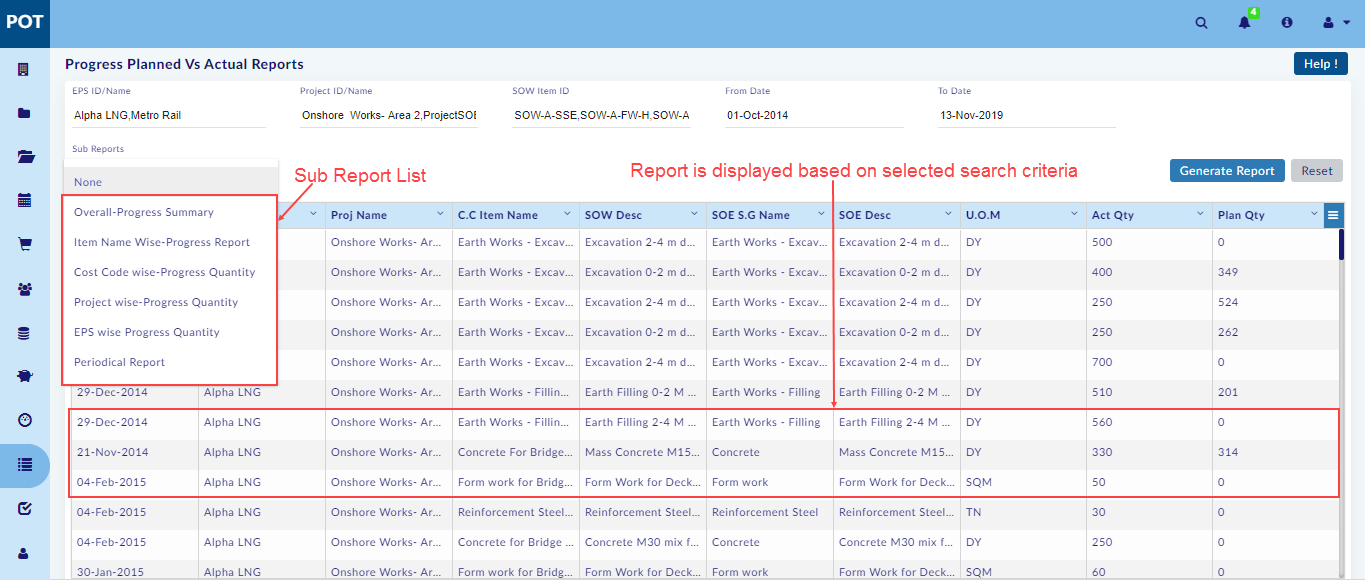 POT
4
Progress Planned Vs Actual Reports
Help !
EPS ID/Name Project ID/Name SOW Item ID From Date To Date
Alpha LNG,Metro Rail Onshore Works- Area 2,ProjectSOE SOW-A-SSE,SOW-A-FW-H,SOW-A 01-Oct-2014 13-Nov-2019
Sub Reports
None
Sub Report List
Report is displayed based on selected search criteria
Generate Report Reset
Overall-Progress Summary
Item Name Wise-Progress Report
Cost Code wise-Progress Quantity
Project wise-Progress Quantity
EPS wise Progress Quantity
Periodical Report
Proj Name C.C Item Name SOW Desc SOE S.G Name SOE Desc U.O.M Act Qty Plan Qty
Onshore Works- Ar... Earth Works - Excav... Excavation 2-4 m d... Earth Works - Excav... Excavation 2-4 m d... DY 500 0
Onshore Works- Ar... Earth Works - Excav... Excavation 0-2 m d... Earth Works - Excav... Excavation 0-2 m d... DY 400 349
Onshore Works- Ar... Earth Works - Excav... Excavation 2-4 m d... Earth Works - Excav... Excavation 2-4 m d... DY 250 524
Onshore Works- Ar... Earth Works - Excav... Excavation 0-2 m d... Earth Works - Excav... Excavation 0-2 m d... DY 250 262
Onshore Works- Ar... Earth Works - Excav... Excavation 2-4 m d... Earth Works - Excav... Excavation 2-4 m d... DY 700 0
29-Dec-2014 Alpha LNG Onshore Works- Ar... Earth Works - Fillin... Earth Filling 0-2 M ... Earth Works - Filling Earth Filling 0-2 M ... DY 510 201
29-Dec-2014 Alpha LNG Onshore Works- Ar... Earth Works - Fillin... Earth Filling 2-4 M ... Earth Works - Filling Earth Filling 2-4 M ... DY 560 0
21-Nov-2014 Alpha LNG Onshore Works- Ar... Concrete For Bridge... Mass Concrete M15... Concrete Mass Concrete M15... DY 330 314
04-Feb-2015 Alpha LNG Onshore Works- Ar... Form work for Bridg... Form Work for Deck... Form work Form Work for Deck... SQM 50 0
04-Feb-2015 Alpha LNG Onshore Works- Ar... Reinforcement Steel... Reinforcement Steel... Reinforcement Steel Reinforcement Steel... TN 30 0
04-Feb-2015 Alpha LNG Onshore Works- Ar... Concrete for Bridge ... Concrete M30 mix f... Concrete Concrete M30 mix f... DY 250 0
30-Jan-2015 Alpha LNG Onshore Works- Ar... Form work for Bridg... Form Work for Deck... Form work Form Work for Deck... SQM 60 0